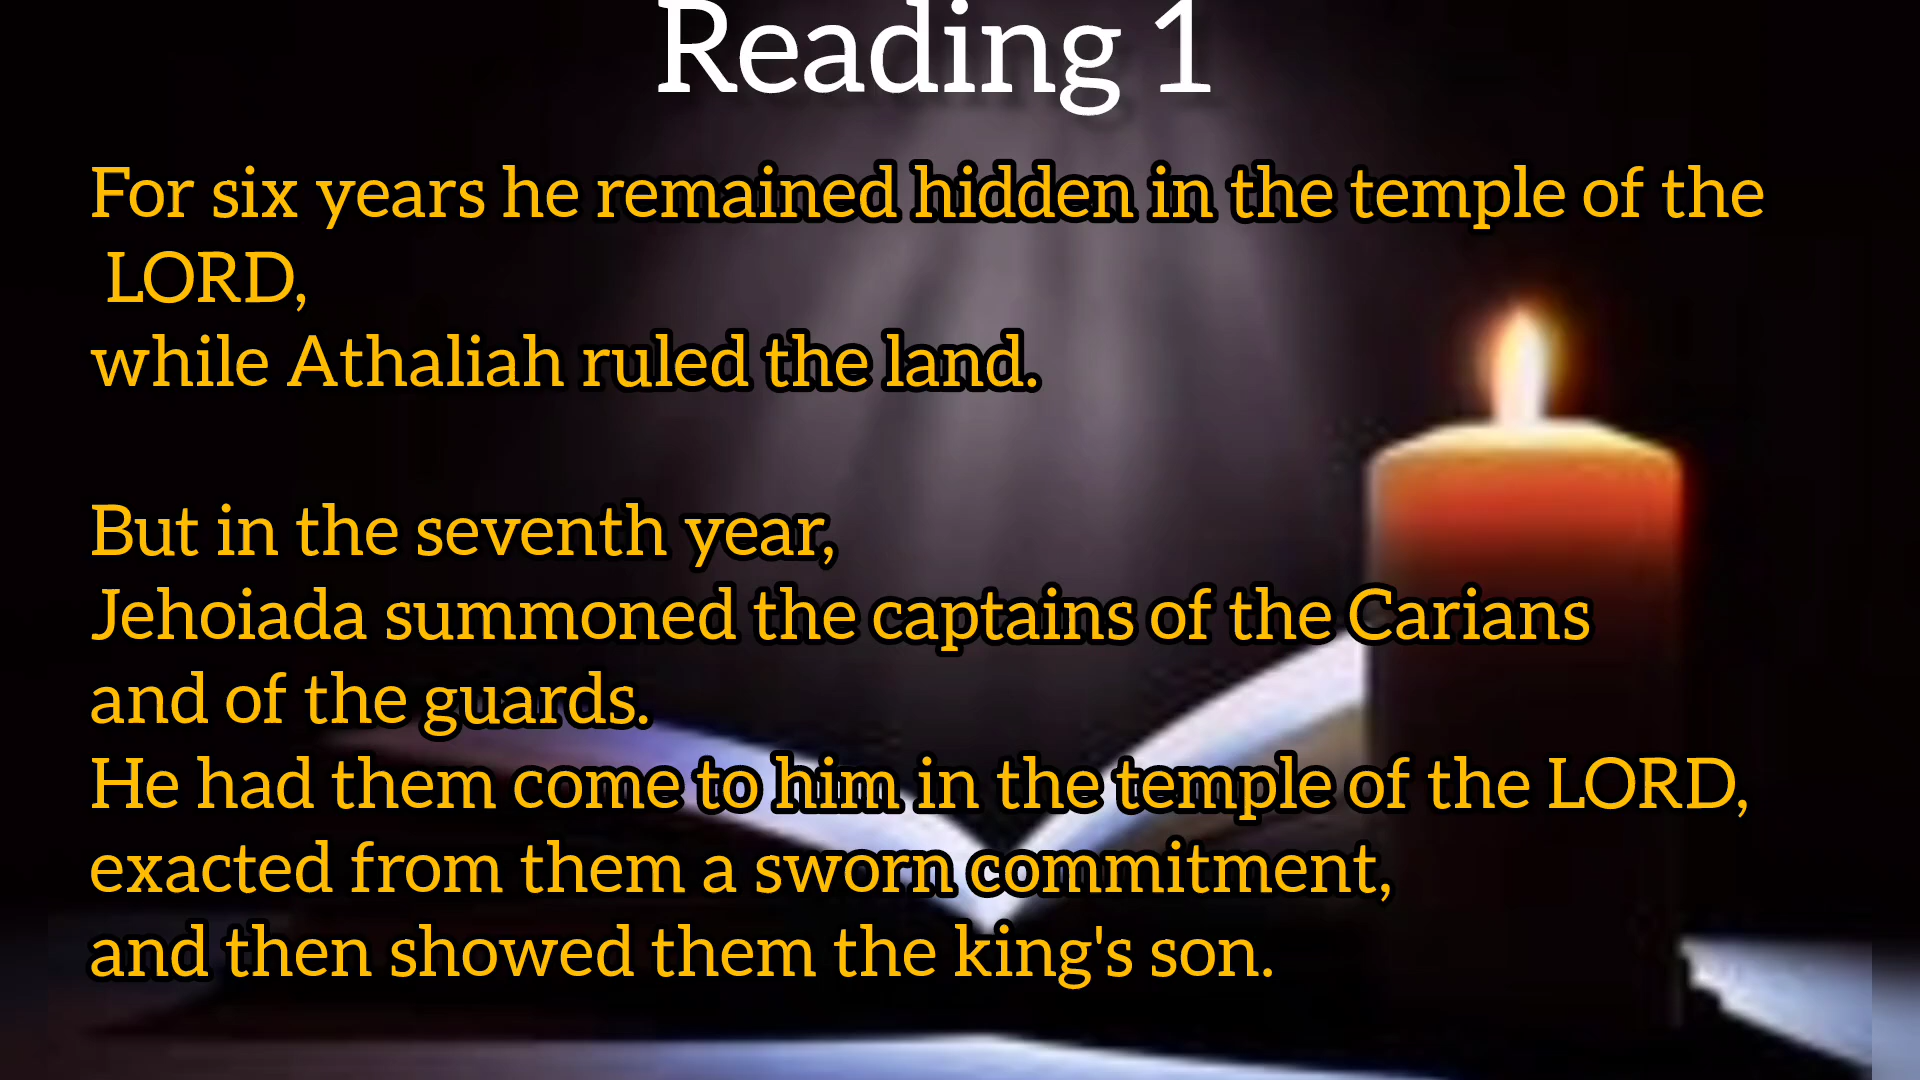 Reading 1
For six years he remained hidden in the temple of the
LORD,
while Athaliah ruled the land.
But in the seventh year,
Jehoiada summoned the captains of the Carians
and of the guards.
He had them come to him in the temple of the LORD,
exacted from them a sworn commitment,
and then showed them the king's son.